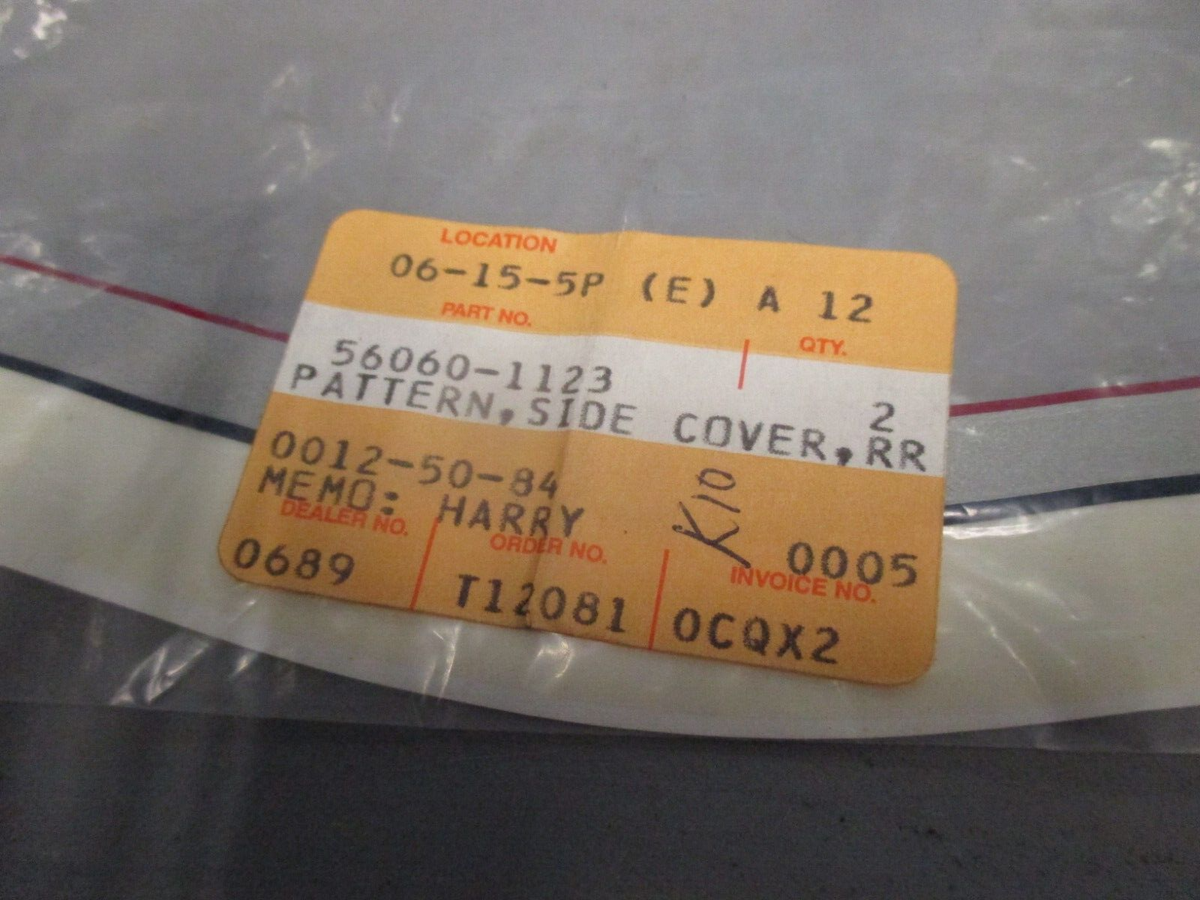 LOCATION
06-15-5P (E) A 12
PART NO. QTY.
56060-1123 2
PATTERN,SIDE COVER,RR
0012-50-84 K10
MEMO: HARRY 0005
DEALER NO. ORDER NO. INVOICE NO.
0689 T12081 0CQX2